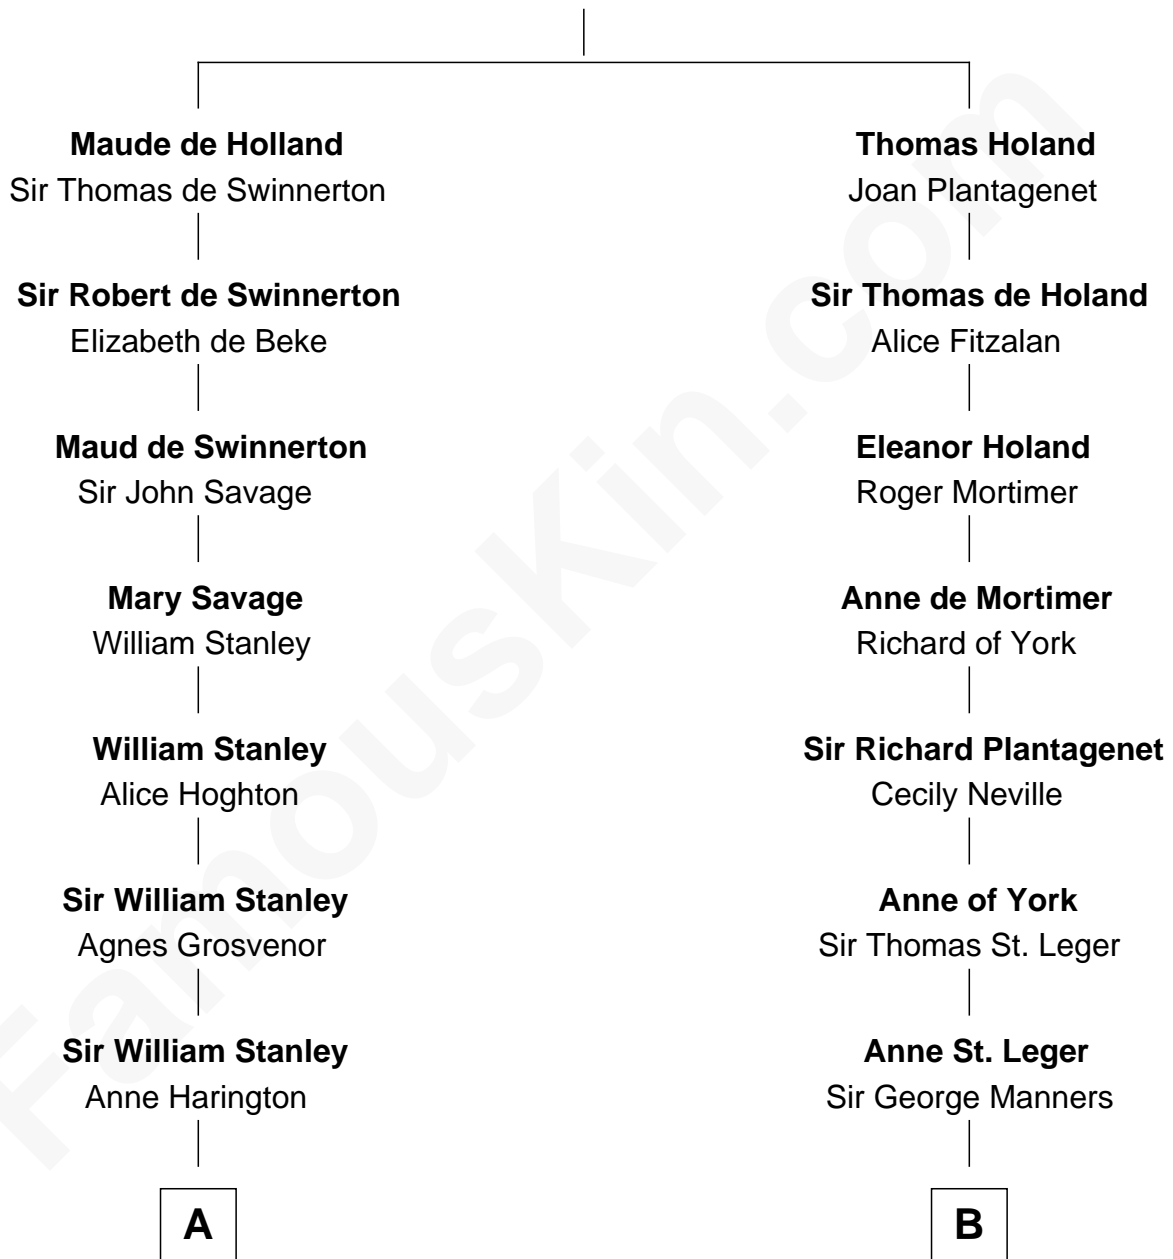 Maude de Holland
Sir Thomas de Swinnerton
Sir Robert de Swinnerton
Elizabeth de Beke
Maud de Swinnerton
Sir John Savage
Mary Savage
William Stanley
William Stanley
Alice Hoghton
Sir William Stanley
Agnes Grosvenor
Sir William Stanley
Anne Harington
A
Thomas Holand
Joan Plantagenet
Sir Thomas de Holand
Alice Fitzalan
Eleanor Holand
Roger Mortimer
Anne de Mortimer
Richard of York
Sir Richard Plantagenet
Cecily Neville
Anne of York
Sir Thomas St. Leger
Anne St. Leger
Sir George Manners
B
FamousKin.com